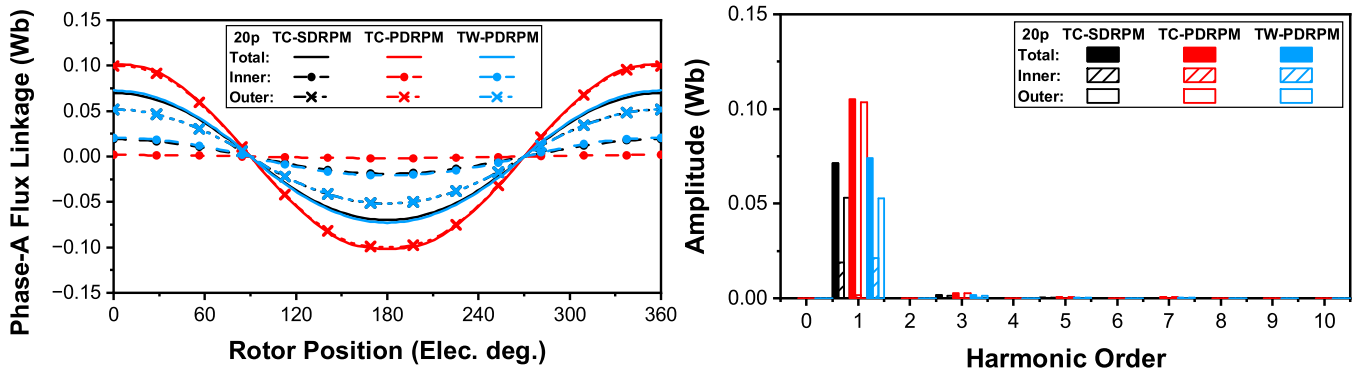 Phase-A Flux Linkage (Wb)
0.15
0.10
0.05
0.00
−0.05
−0.10
−0.15
20p TC-SDRPM TC-PDRPM TW-PDRPM
Total:
Inner:
Outer:
0 60 120 180 240 300 360
Rotor Position (Elec. deg.)
Amplitude (Wb)
0.15
0.10
0.05
0.00
20p TC-SDRPM TC-PDRPM TW-PDRPM
Total:
Inner:
Outer:
0 1 2 3 4 5 6 7 8 9 10
Harmonic Order